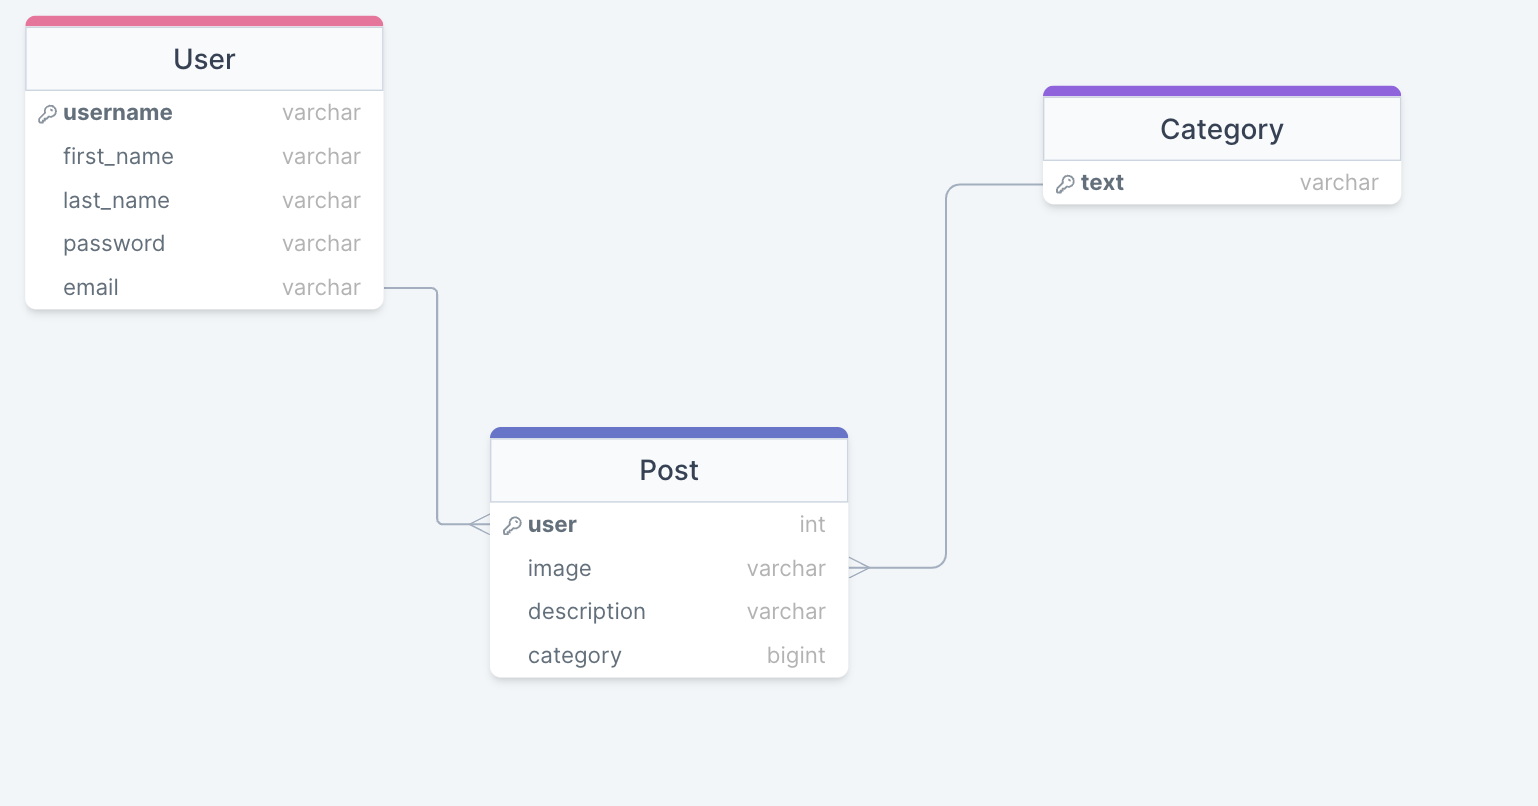 User
username varchar
first_name varchar
last_name varchar
password varchar
email varchar
Category
text varchar
Post
user int
image varchar
description varchar
category bigint